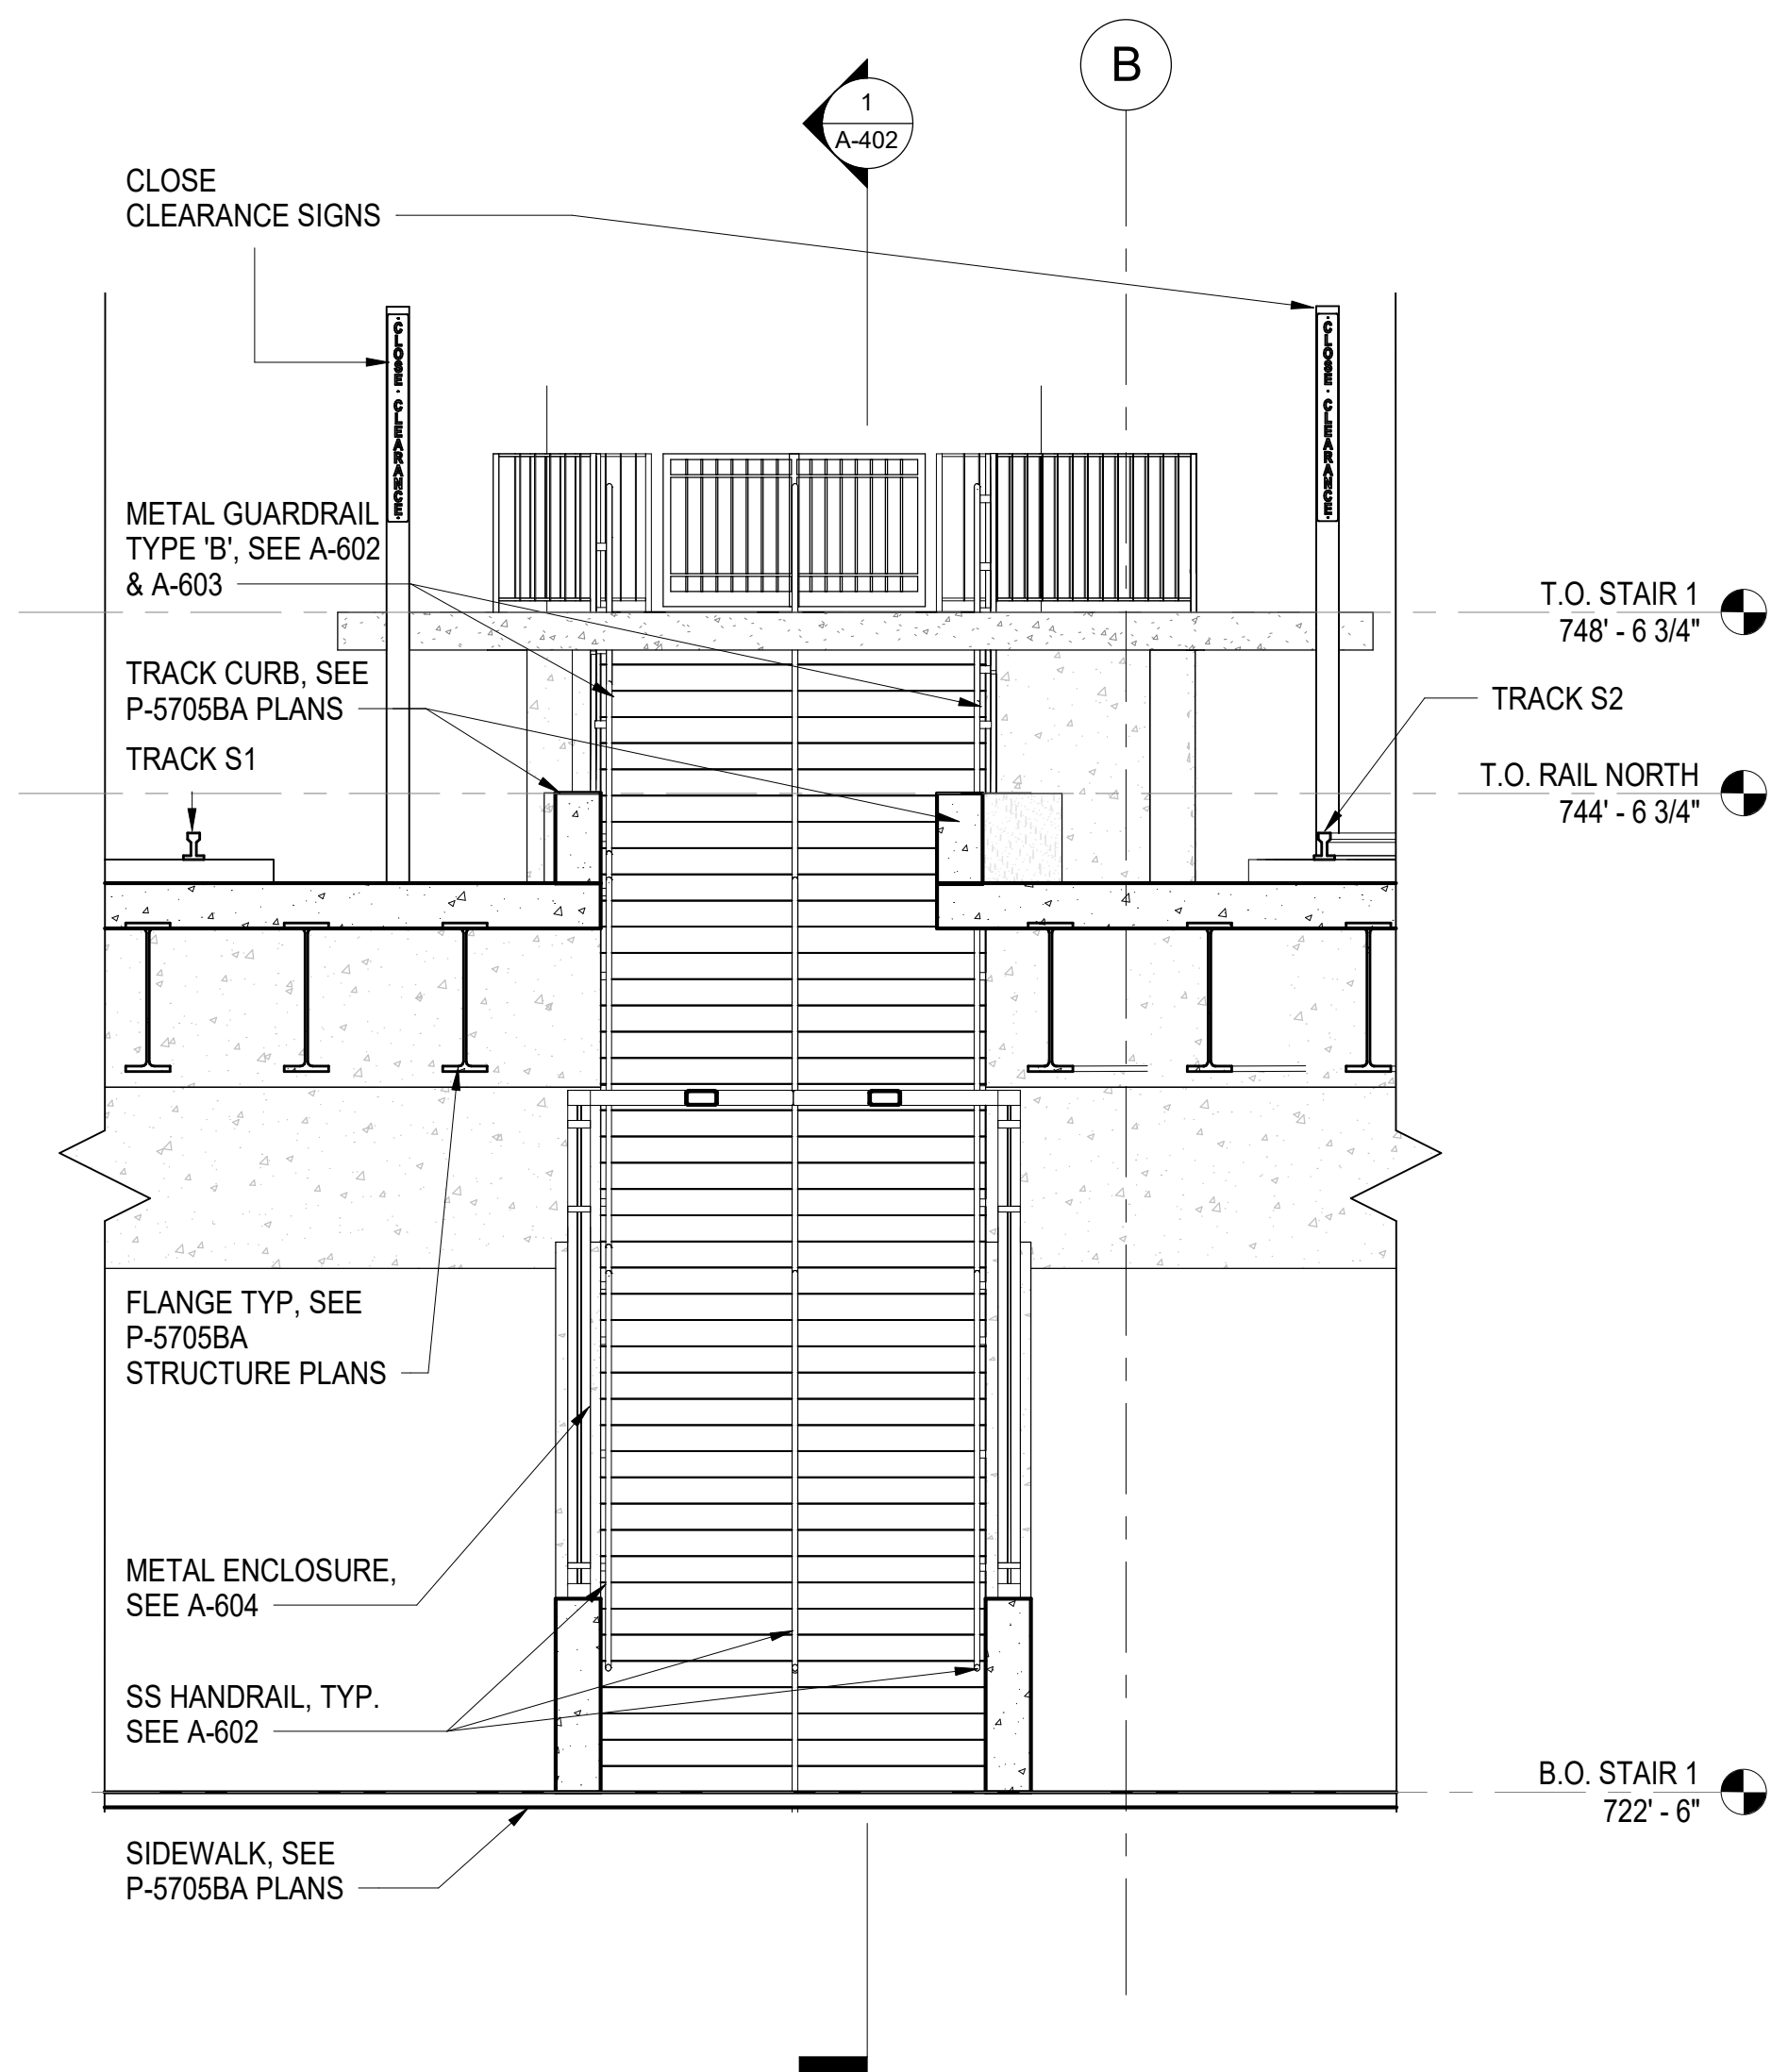 B
1
A-402
CLOSE
CLEARANCE SIGNS
·CLOSE · CLEARANCE·
·CLOSE · CLEARANCE·
METAL GUARDRAIL
TYPE 'B', SEE A-602
& A-603
T.O. STAIR 1
748' - 6 3/4"
TRACK CURB, SEE
P-5705BA PLANS
TRACK S2
TRACK S1
T.O. RAIL NORTH
744' - 6 3/4"
FLANGE TYP, SEE
P-5705BA
STRUCTURE PLANS
METAL ENCLOSURE,
SEE A-604
SS HANDRAIL, TYP.
SEE A-602
B.O. STAIR 1
722' - 6"
SIDEWALK, SEE
P-5705BA PLANS